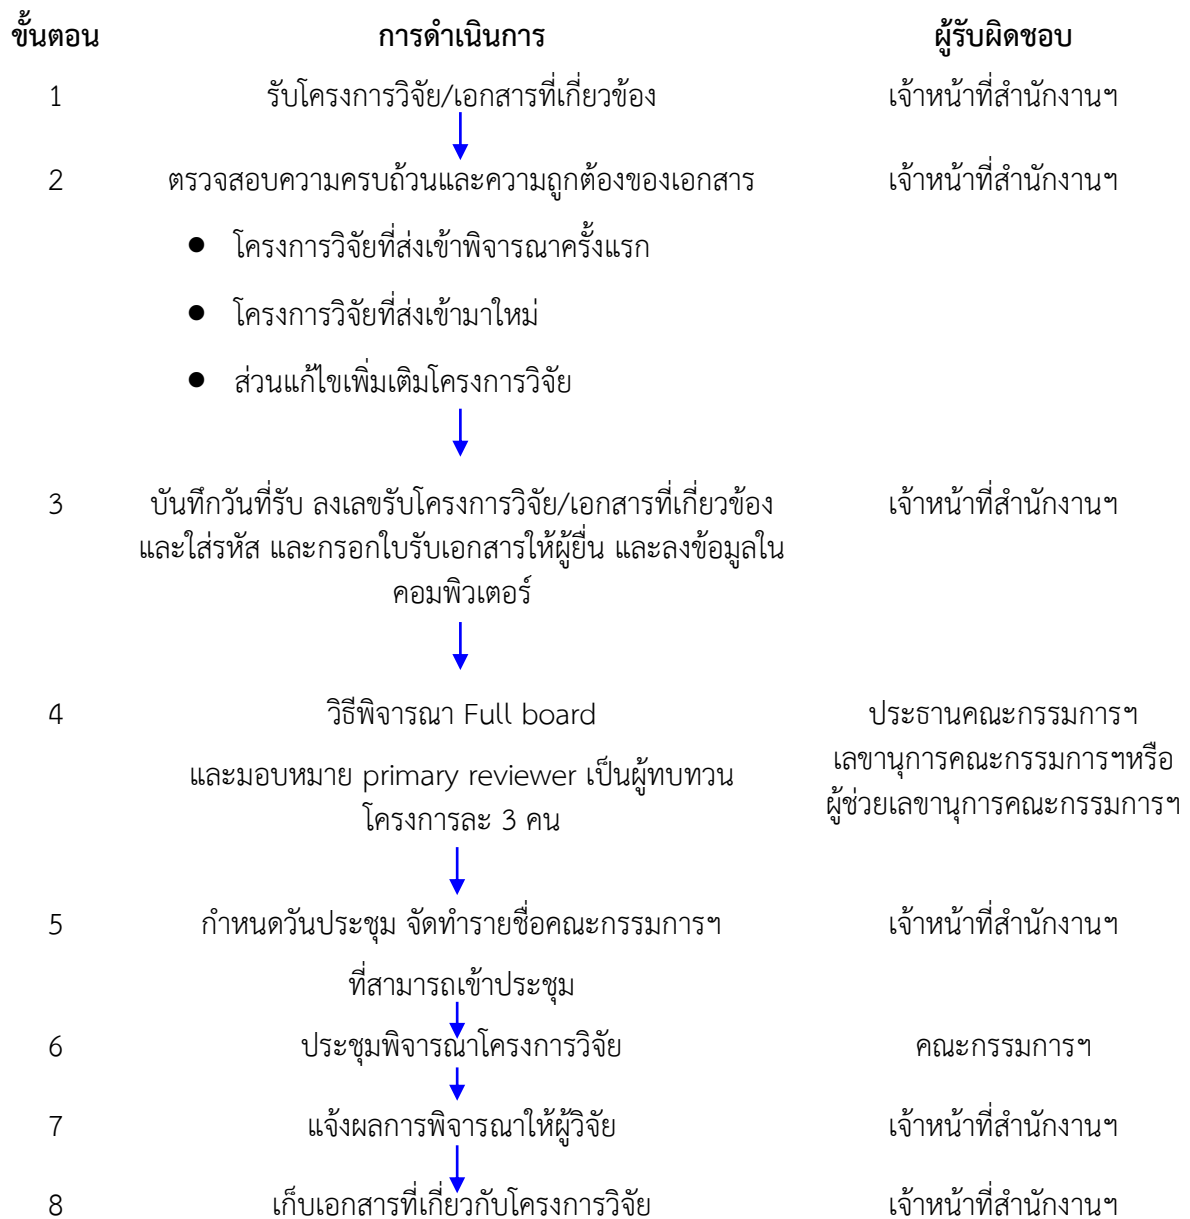 ขั้นตอน การดำเนินการ ผู้รับผิดชอบ
1 รับโครงการวิจัย/เอกสารที่เกี่ยวข้อง เจ้าหน้าที่สำนักงานฯ
2 ตรวจสอบความครบถ้วนและความถูกต้องของเอกสาร เจ้าหน้าที่สำนักงานฯ
● โครงการวิจัยที่ส่งเข้าพิจารณาครั้งแรก
● โครงการวิจัยที่ส่งเข้ามาใหม่
● ส่วนแก้ไขเพิ่มเติมโครงการวิจัย
3 บันทึกวันที่รับ ลงเลขรับโครงการวิจัย/เอกสารที่เกี่ยวข้อง เจ้าหน้าที่สำนักงานฯ
และใส่รหัส และกรอกใบรับเอกสารให้ผู้ยื่น และลงข้อมูลใน
คอมพิวเตอร์
4 วิธีพิจารณา Full board ประธานคณะกรรมการฯ
เลขานุการคณะกรรมการฯหรือ
และมอบหมาย primary reviewer เป็นผู้ทบทวน
ผู้ช่วยเลขานุการคณะกรรมการฯ
โครงการละ 3 คน
5 กำหนดวันประชุม จัดทำรายชื่อคณะกรรมการฯ เจ้าหน้าที่สำนักงานฯ
ที่สามารถเข้าประชุม
6 ประชุมพิจารณาโครงการวิจัย คณะกรรมการฯ
7 แจ้งผลการพิจารณาให้ผู้วิจัย เจ้าหน้าที่สำนักงานฯ
8 เก็บเอกสารที่เกี่ยวกับโครงการวิจัย เจ้าหน้าที่สำนักงานฯ